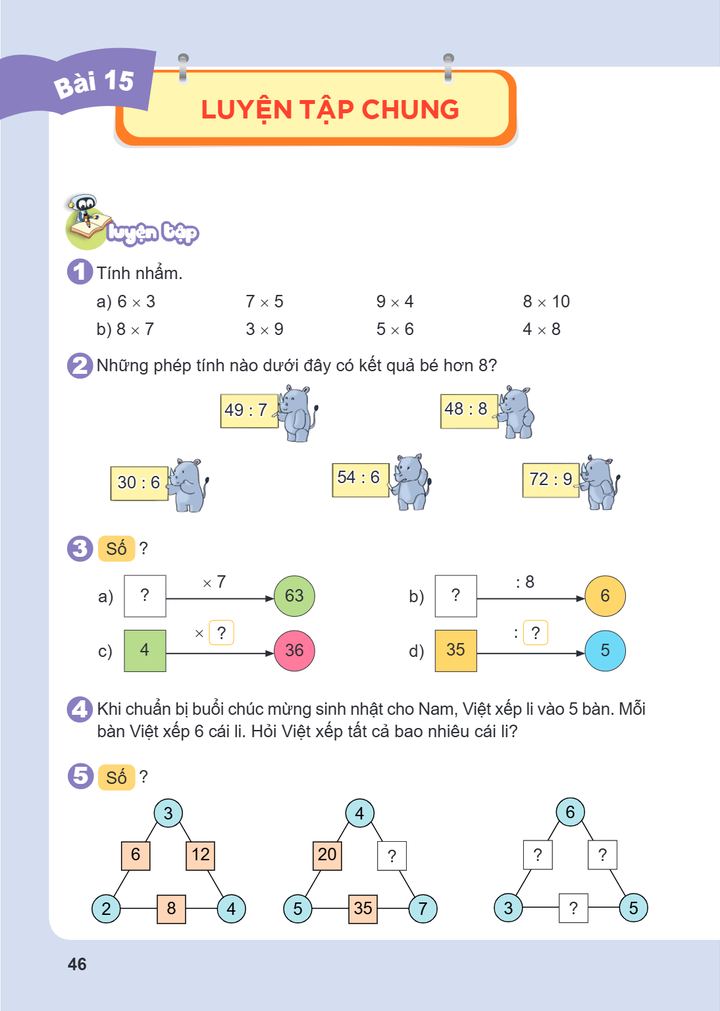 Bài 15
LUYỆN TẬP CHUNG
luyện tập
1 Tính nhẩm.
a) 6 × 3 7 × 5 9 × 4 8 × 10
b) 8 × 7 3 × 9 5 × 6 4 × 8
2 Những phép tính nào dưới đây có kết quả bé hơn 8?
49 : 7 48 : 8
30 : 6 54 : 6 72 : 9
3 Số ?
a) ? × 7 63 b) ? : 8 6
c) 4 × ? 36 d) 35 : ? 5
4 Khi chuẩn bị buổi chúc mừng sinh nhật cho Nam, Việt xếp li vào 5 bàn. Mỗi
bàn Việt xếp 6 cái li. Hỏi Việt xếp tất cả bao nhiêu cái li?
5 Số ?
3 4 6
6 12 20 ? ? ?
2 8 4 5 35 7 3 ? 5
46